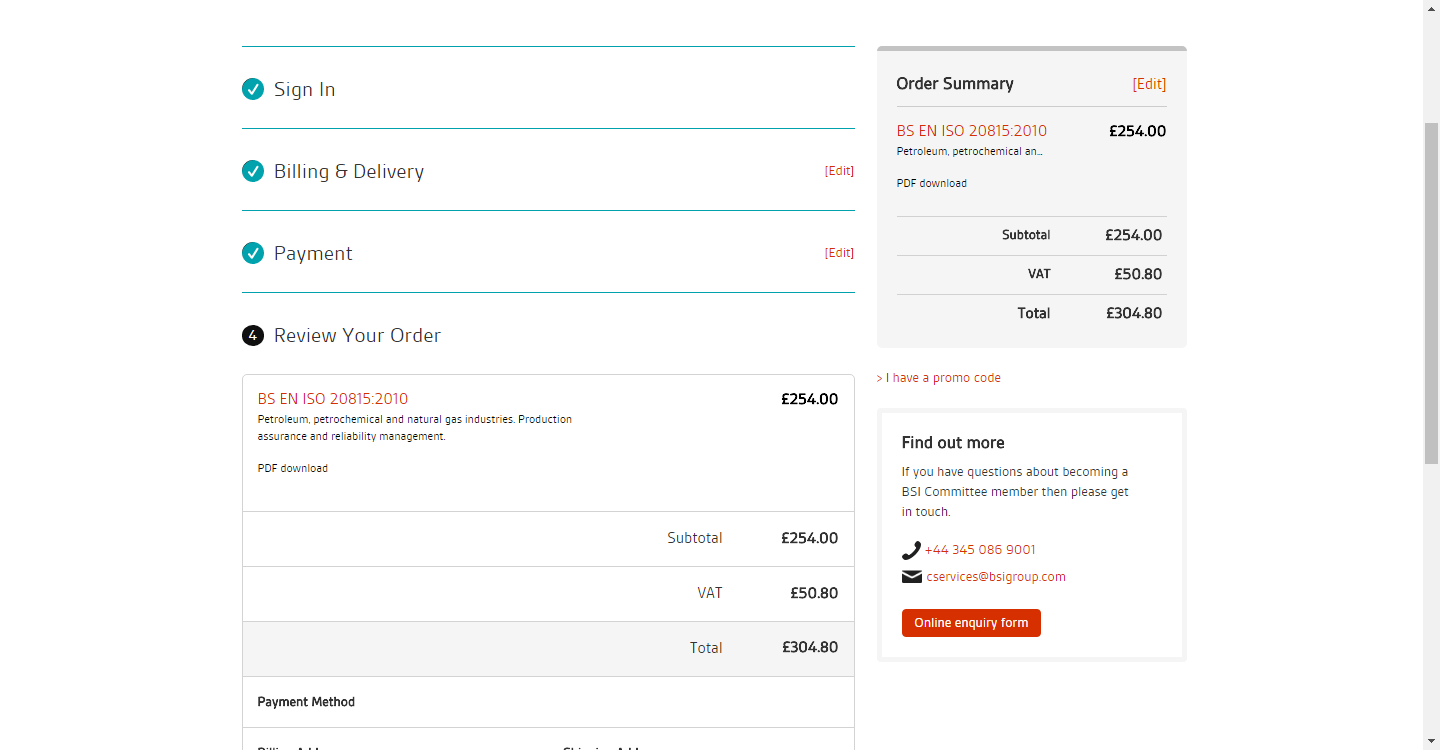 Sign In
Billing & Delivery
[Edit]
Payment
[Edit]
4 Review Your Order
BS EN ISO 20815:2010 £254.00
Petroleum, petrochemical and natural gas industries. Production
assurance and reliability management.
PDF download
Subtotal £254.00
VAT £50.80
Total £304.80
Payment Method
Order Summary [Edit]
BS EN ISO 20815:2010 £254.00
Petroleum, petrochemical an...
PDF download
Subtotal £254.00
VAT £50.80
Total £304.80
> I have a promo code
Find out more
If you have questions about becoming a
BSI Committee member then please get
in touch.
+44 345 086 9001
cservices@bsigroup.com
Online enquiry form